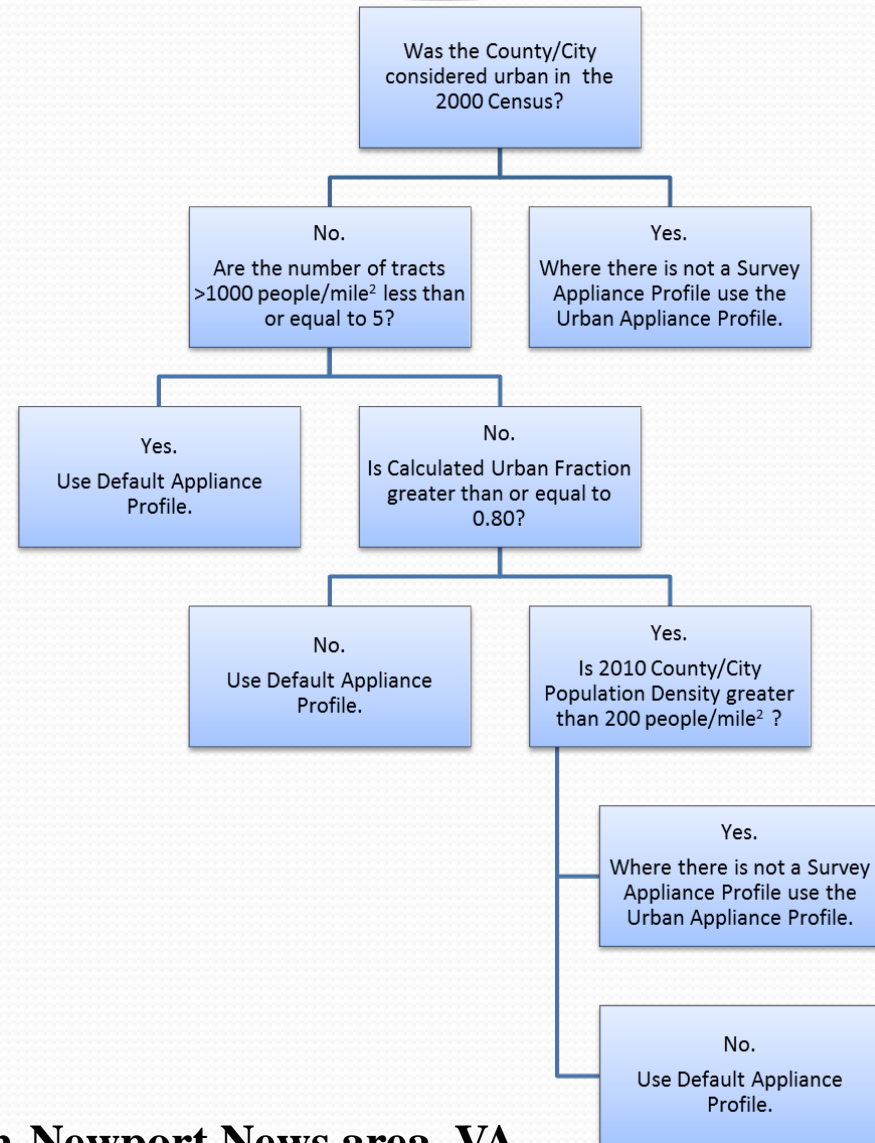 Was the County/City
considered urban in the
2000 Census?
No.
Are the number of tracts
>1000 people/mile² less than
or equal to 5?
Yes.
Where there is not a Survey
Appliance Profile use the
Urban Appliance Profile.
Yes.
Use Default Appliance
Profile.
No.
Is Calculated Urban Fraction
greater than or equal to
0.80?
No.
Use Default Appliance
Profile.
Yes.
Is 2010 County/City
Population Density greater
than 200 people/mile² ?
Yes.
Where there is not a Survey
Appliance Profile use the
Urban Appliance Profile.
No.
Use Default Appliance
Profile.
Newport News area, VA